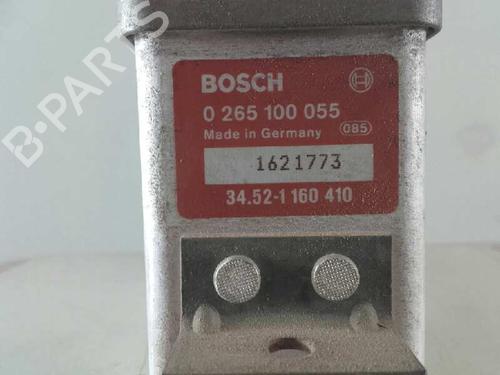 BOSCH
0 265 100 055
Made in Germany 085
1621773
34.52-1 160 410
B-PARTS